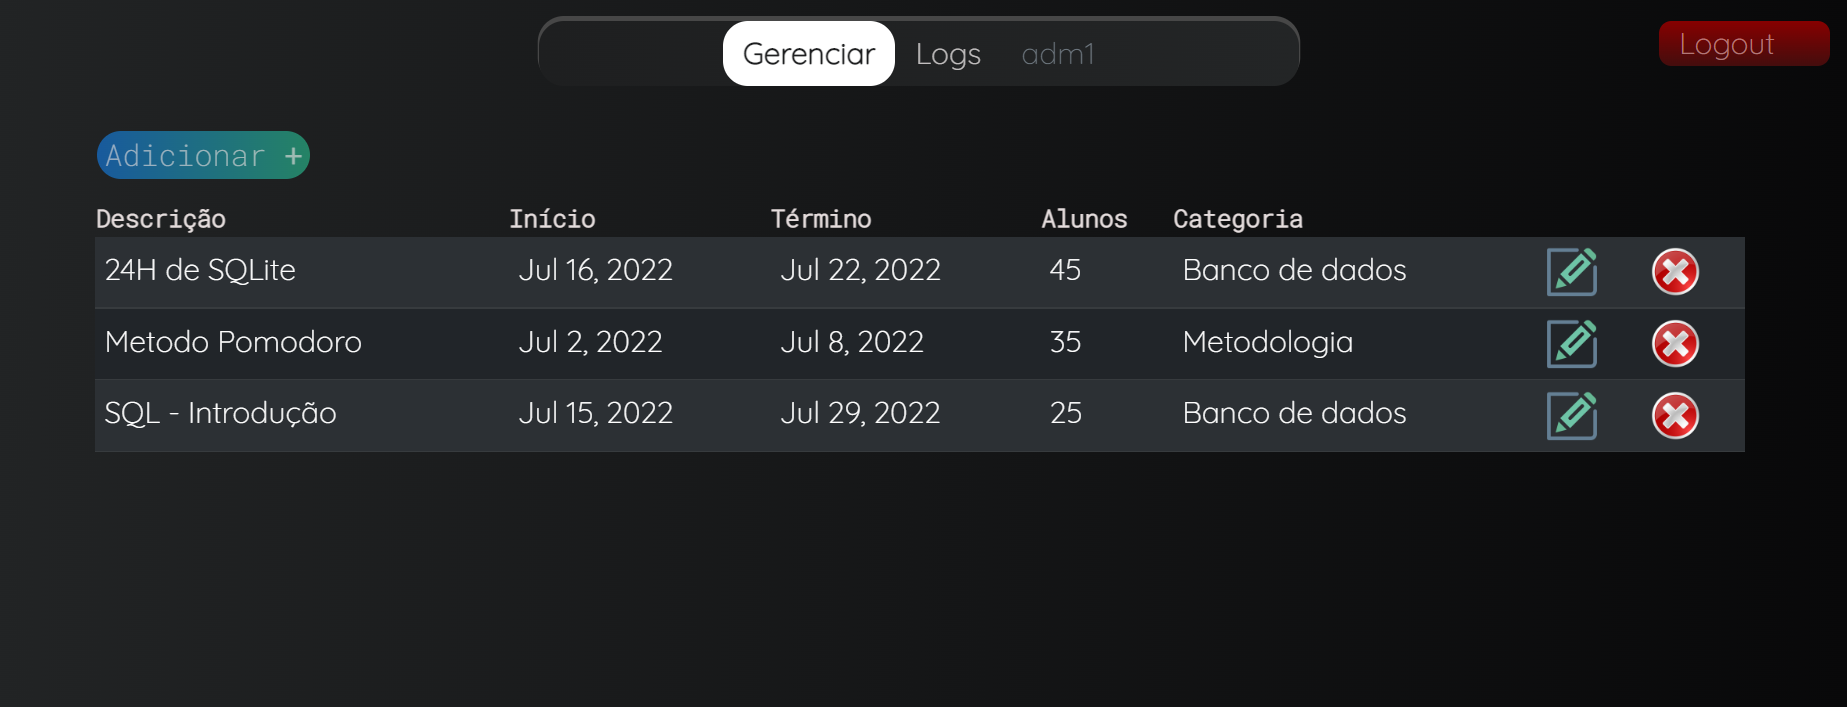 Gerenciar Logs adm1 Logout
Adicionar +
Descrição Início Término Alunos Categoria
24H de SQLite Jul 16, 2022 Jul 22, 2022 45 Banco de dados
Metodo Pomodoro Jul 2, 2022 Jul 8, 2022 35 Metodologia
SQL - Introdução Jul 15, 2022 Jul 29, 2022 25 Banco de dados